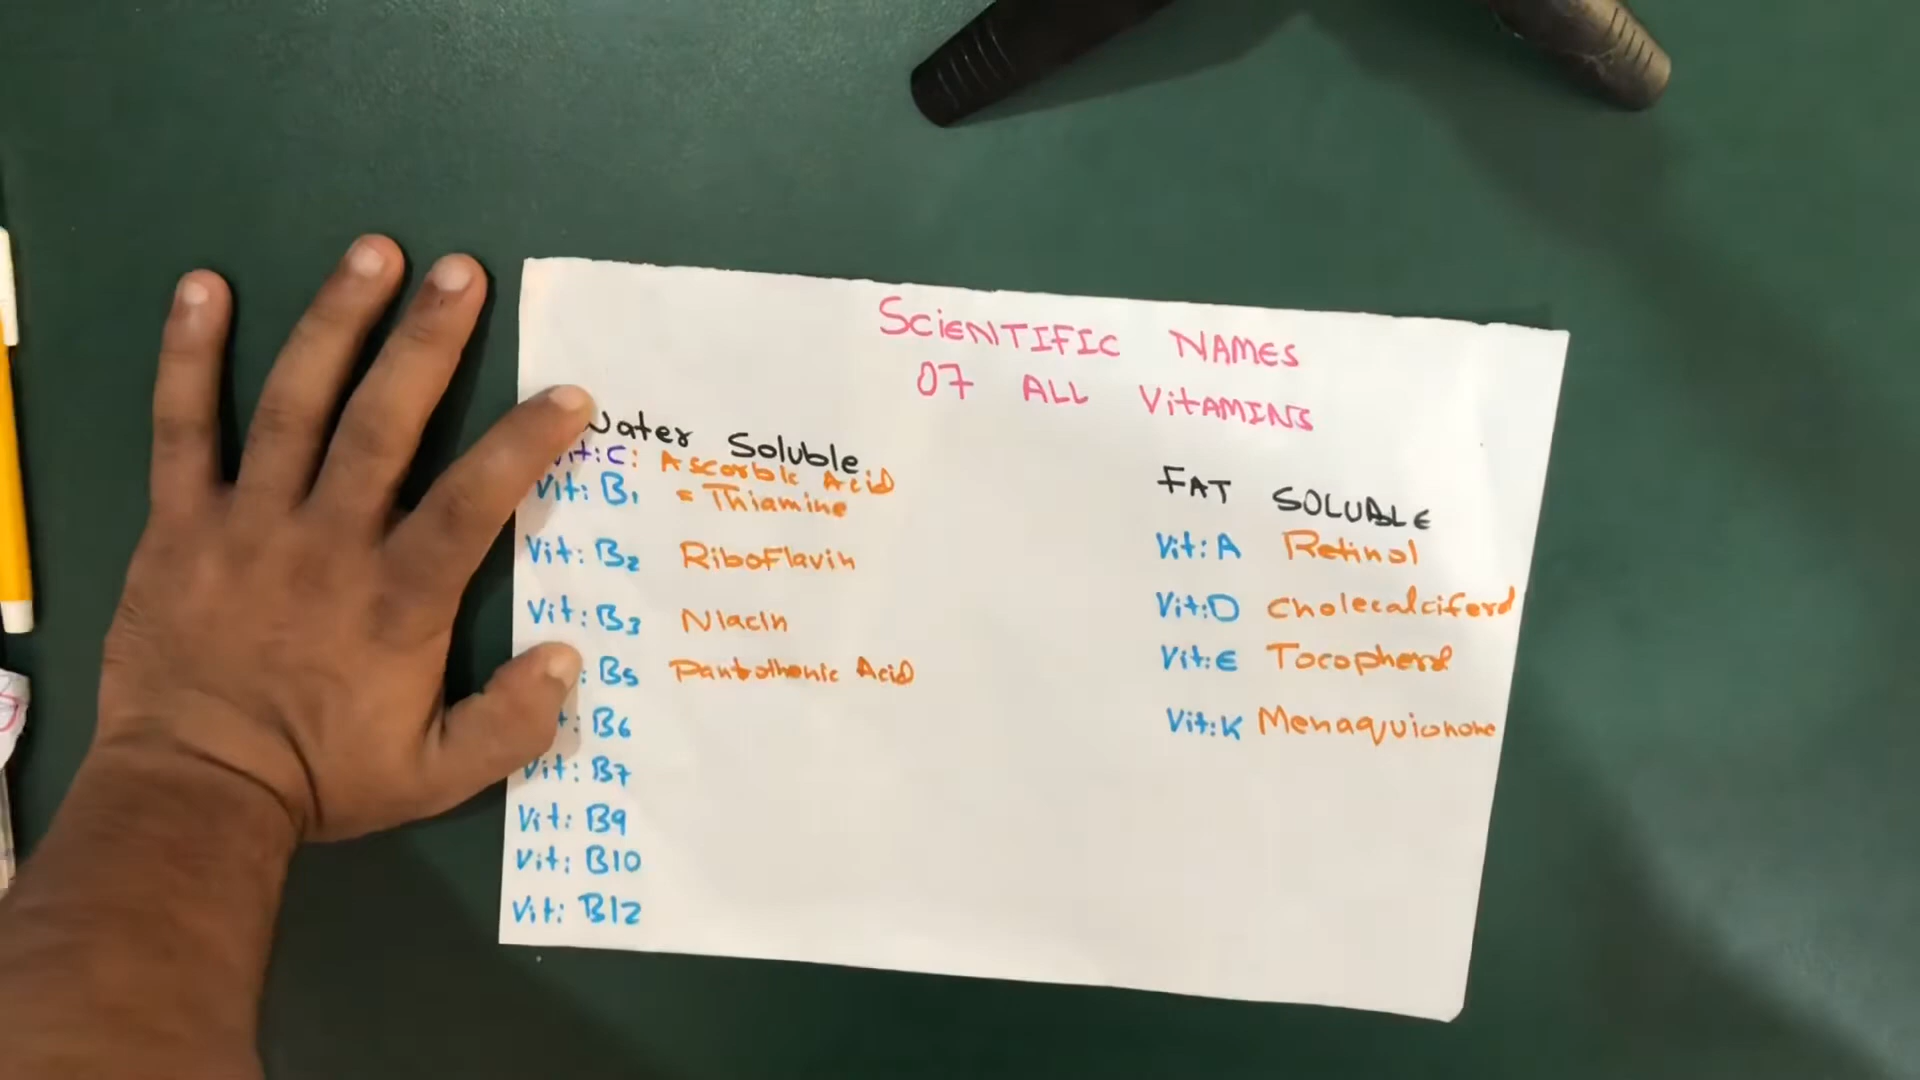 SCiENTIFIC NAMES
07 ALL ViTAMINS
Water Soluble
Vit:C: Ascorbic Acid
Vit: B1 = Thiamine
Vit: B2 RiboFlavin
Vit: B3 NIacIn
: B5 Pantothenic Acid
t: B6
Vit: B7
Vit: B9
Vit: B10
Vit: B12
FAT SOLUBLE
Vit: A Retinol
Vit:D Cholecalciferol
Vit:E Tocopherol
Vit:K Menaquionone